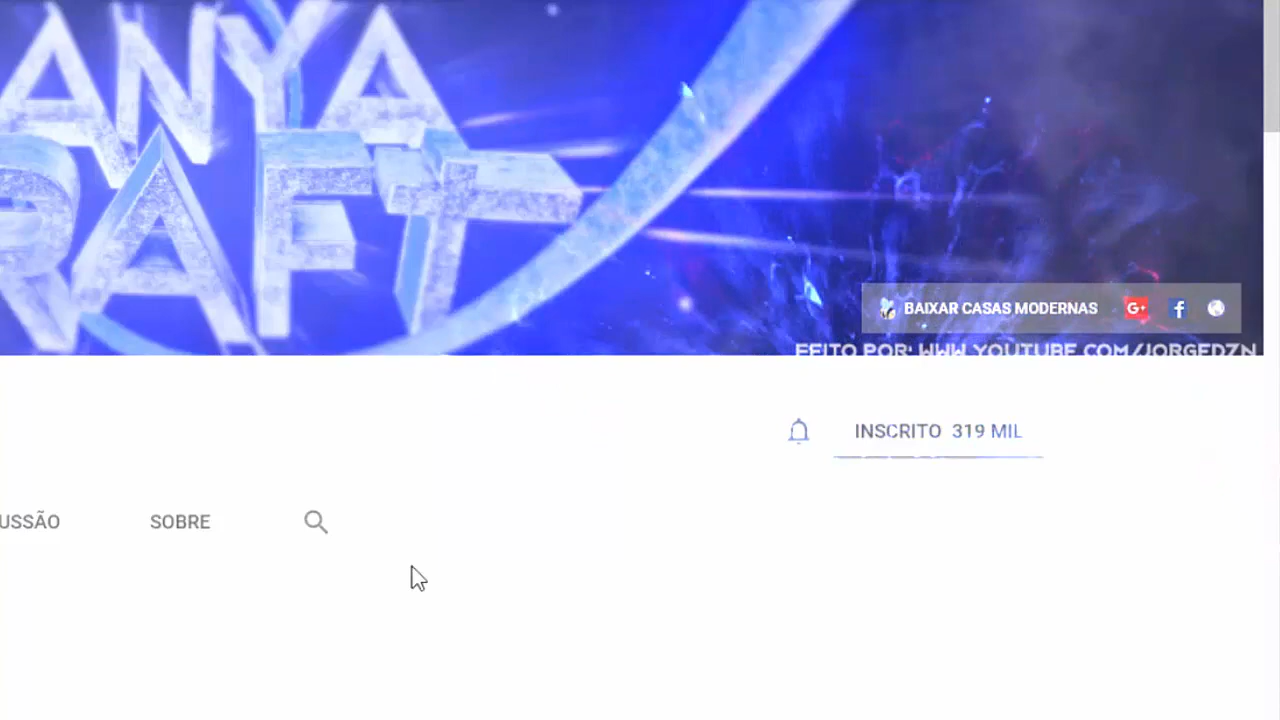 ANYA
RAFT
BAIXAR CASAS MODERNAS G+ f
EFEITO POR: WWW.YOUTUBE.COM/JORGEDZN
INSCRITO 319 MIL
USSÃO SOBRE